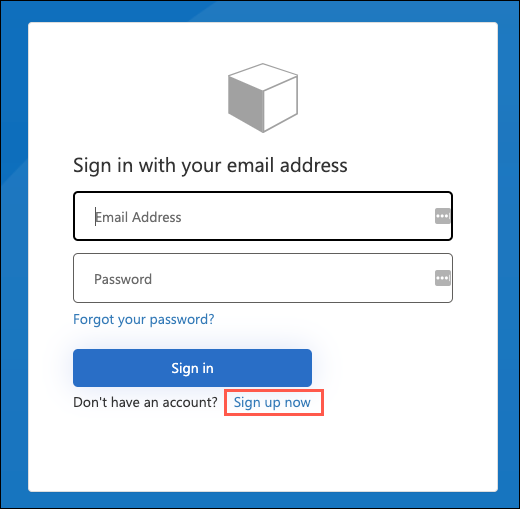 Sign in with your email address
Email Address
Password
Forgot your password?
Sign in
Don't have an account? Sign up now